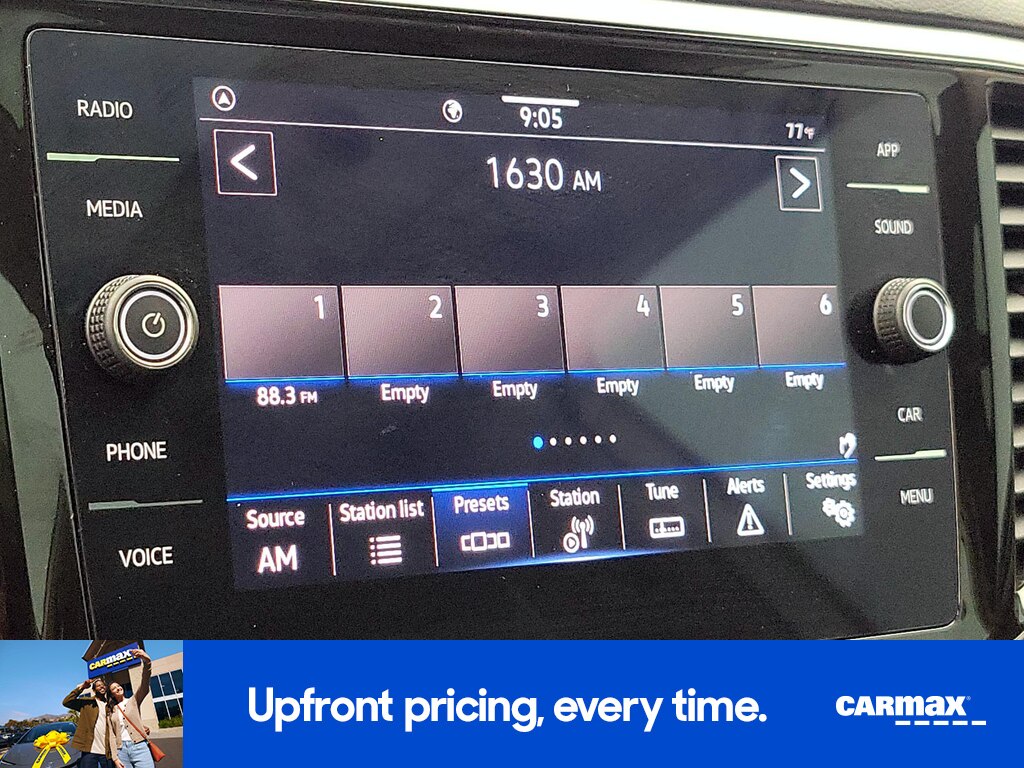 RADIO
MEDIA
PHONE
VOICE
9:05
77°F
<
1630 AM
>
1 2 3 4 5 6
88.3 FM Empty Empty Empty Empty Empty
Source Station list Presets Station Tune Alerts Settings
AM
APP
SOUND
CAR
MENU
CARMAX
Upfront pricing, every time.
CARMAX®